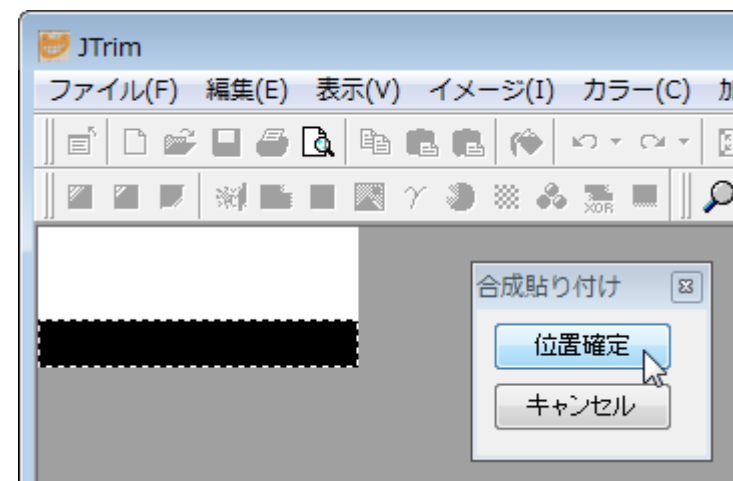 JTrim
ファイル(F) 編集(E) 表示(V) イメージ(I) カラー(C)
γ
XOR
合成貼り付け
位置確定
キャンセル